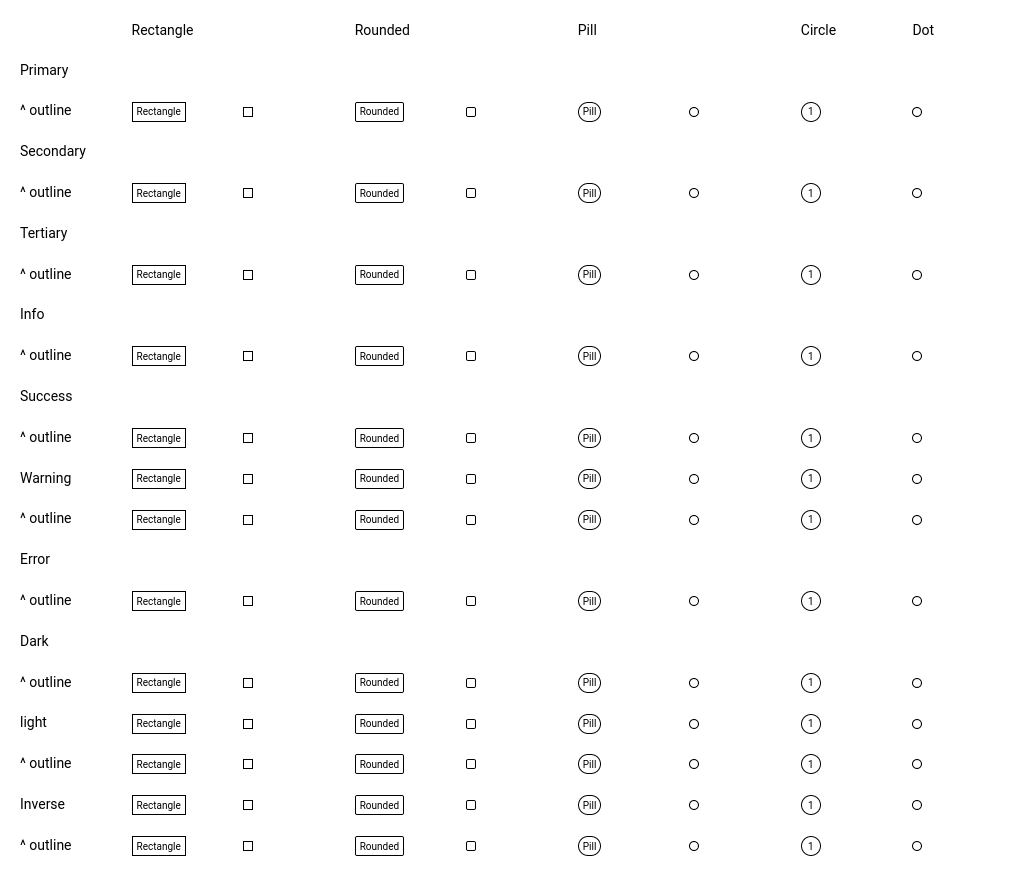 Rectangle Rounded Pill Circle Dot
Primary
^ outline Rectangle Rounded Pill 1
Secondary
^ outline Rectangle Rounded Pill 1
Tertiary
^ outline Rectangle Rounded Pill 1
Info
^ outline Rectangle Rounded Pill 1
Success
^ outline Rectangle Rounded Pill 1
Warning Rectangle Rounded Pill 1
^ outline Rectangle Rounded Pill 1
Error
^ outline Rectangle Rounded Pill 1
Dark
^ outline Rectangle Rounded Pill 1
light Rectangle Rounded Pill 1
^ outline Rectangle Rounded Pill 1
Inverse Rectangle Rounded Pill 1
^ outline Rectangle Rounded Pill 1